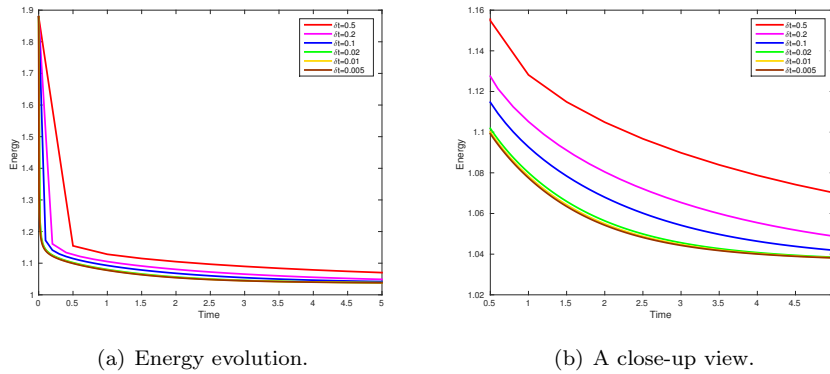 1.9
1.8
1.7
1.6
1.5
1.4
1.3
1.2
1.1
1
Energy
0 0.5 1 1.5 2 2.5 3 3.5 4 4.5 5
Time
δt=0.5
δt=0.2
δt=0.1
δt=0.02
δt=0.01
δt=0.005
(a) Energy evolution.
1.16
1.14
1.12
1.1
1.08
1.06
1.04
1.02
Energy
0.5 1 1.5 2 2.5 3 3.5 4 4.5
Time
δt=0.5
δt=0.2
δt=0.1
δt=0.02
δt=0.01
δt=0.005
(b) A close-up view.